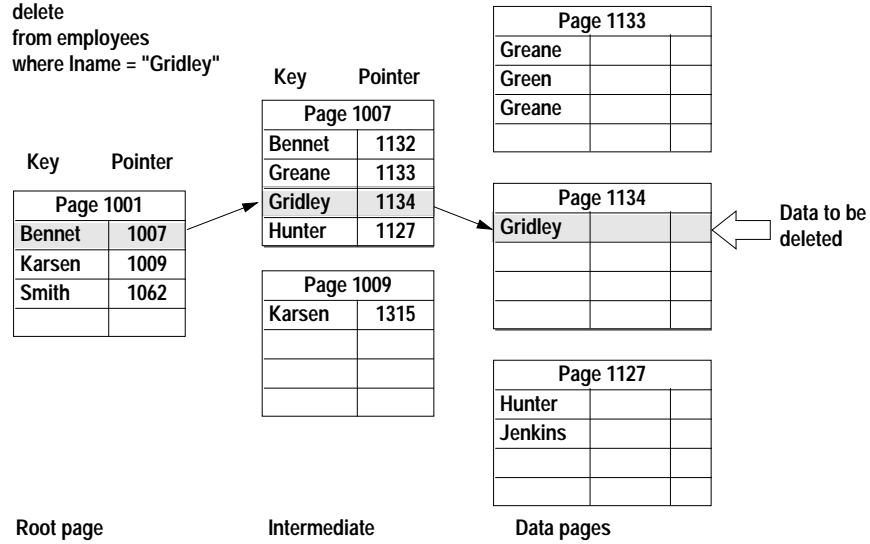 delete
from employees
where lname = "Gridley"
Key Pointer
Page 1001
Bennet 1007
Karsen 1009
Smith 1062
Key Pointer
Page 1007
Bennet 1132
Greane 1133
Gridley 1134
Hunter 1127
Page 1009
Karsen 1315
Page 1133
Greane
Green
Greane
Page 1134
Gridley
Data to be
deleted
Page 1127
Hunter
Jenkins
Root page
Intermediate
Data pages